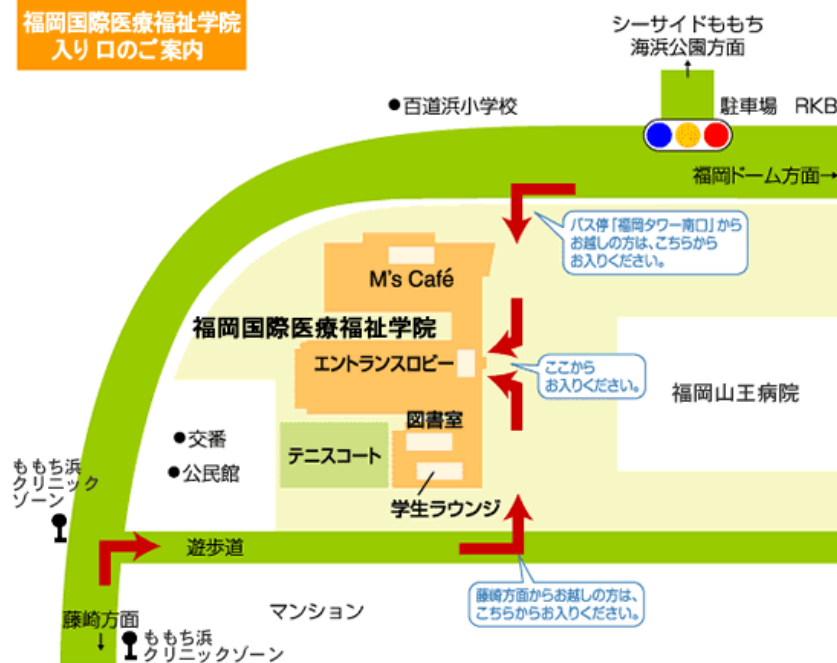 福岡国際医療福祉学院
入り口のご案内
シーサイドももち
海浜公園方面
百道浜小学校
駐車場 RKB
福岡ドーム方面→
バス停「福岡タワー南口」から
お越しの方は、こちらから
お入りください。
M's Café
福岡国際医療福祉学院
エントランスロビー
ここから
お入りください。
福岡山王病院
図書室
交番
テニスコート
公民館
ももち浜
クリニック
ゾーン
学生ラウンジ
遊歩道
藤崎方面からお越しの方は、
こちらからお入りください。
マンション
藤崎方面
ももち浜
クリニックゾーン